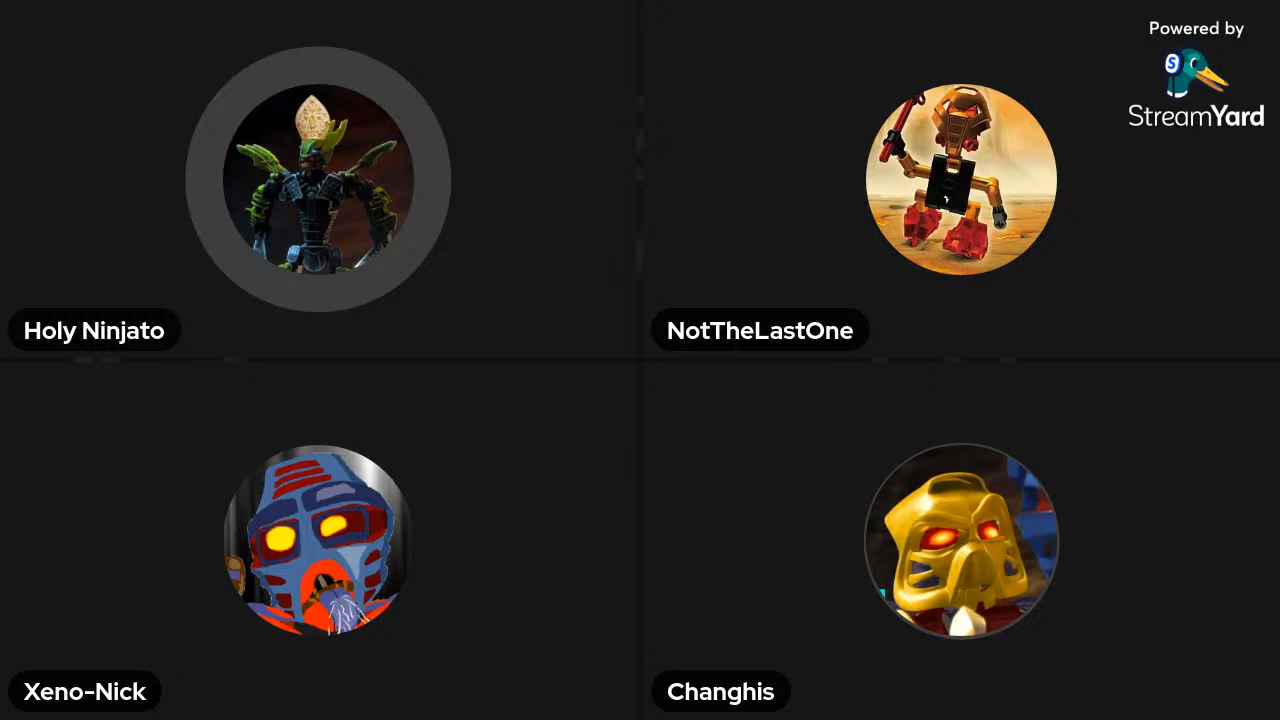 Powered by
S
StreamYard
Holy Ninjato
NotTheLastOne
Xeno-Nick
Changhis